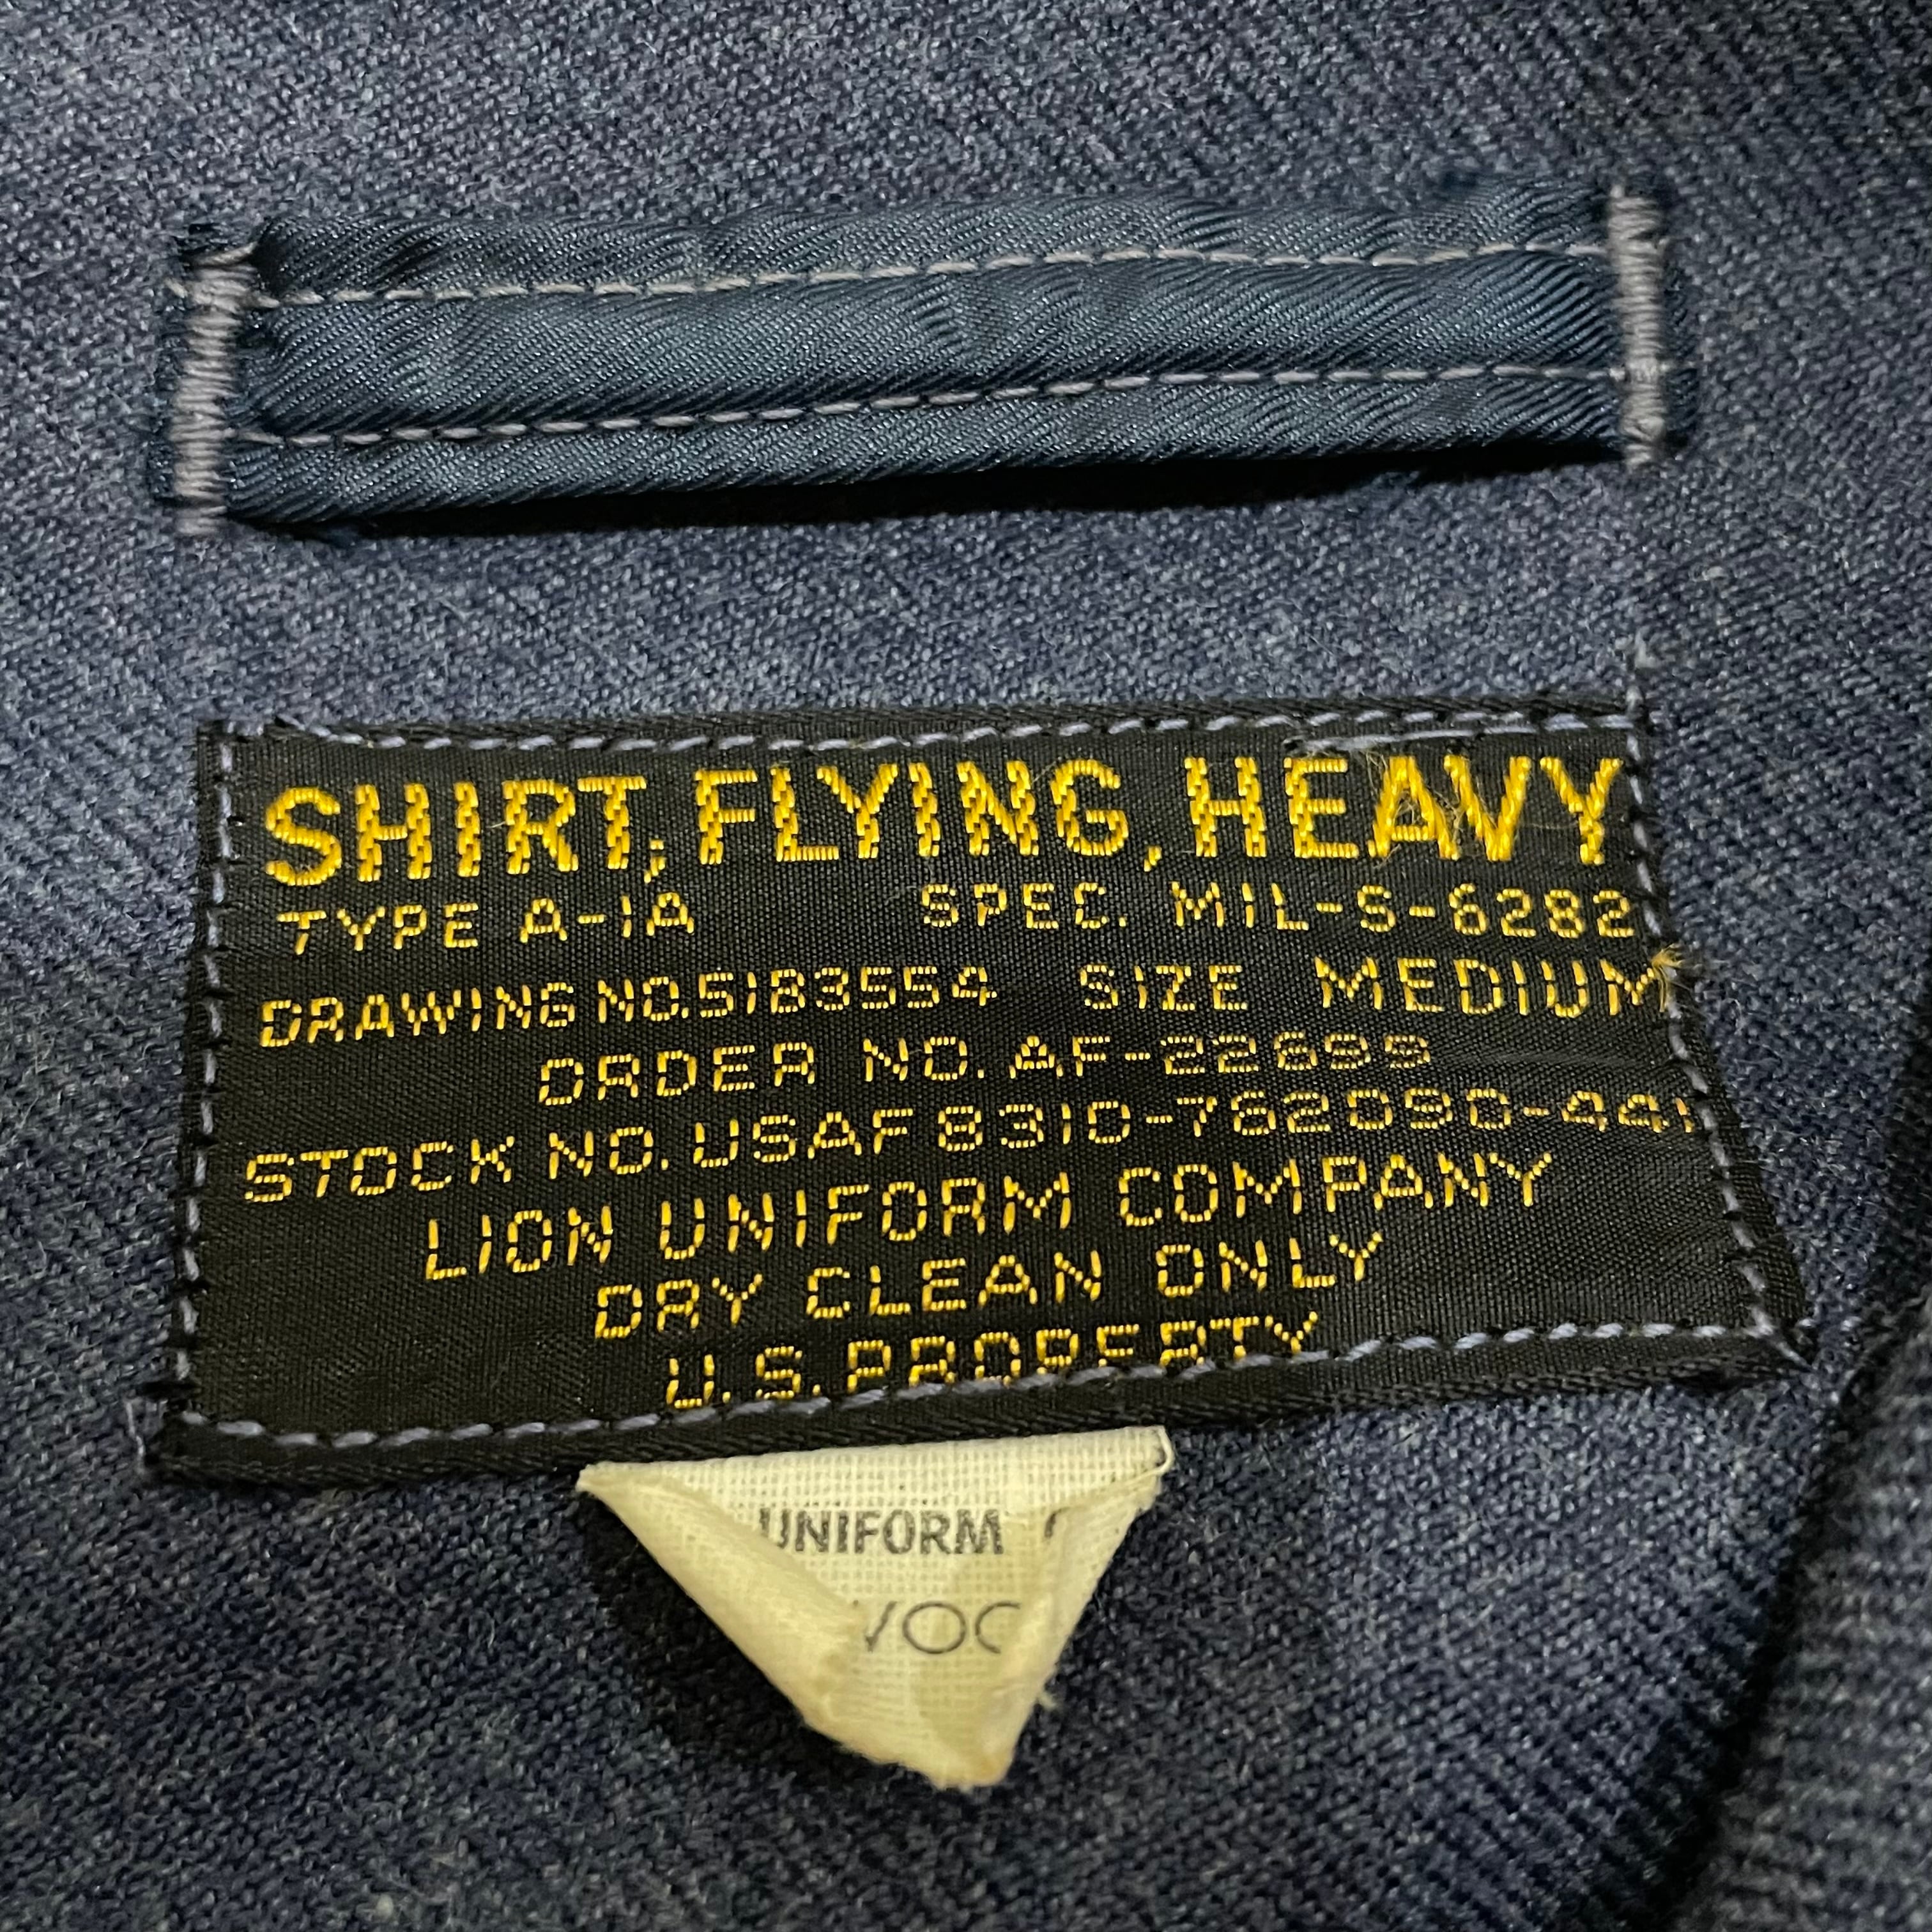 SHIRT, FLYING, HEAVY
TYPE A-1A SPEC. MIL-S-6282
DRAWING NO. 5183554 SIZE MEDIUM
ORDER NO. AF-22699
STOCK NO. USAF 8310-762090-441
LION UNIFORM COMPANY
DRY CLEAN ONLY
U.S. PROPERTY
UNIFORM